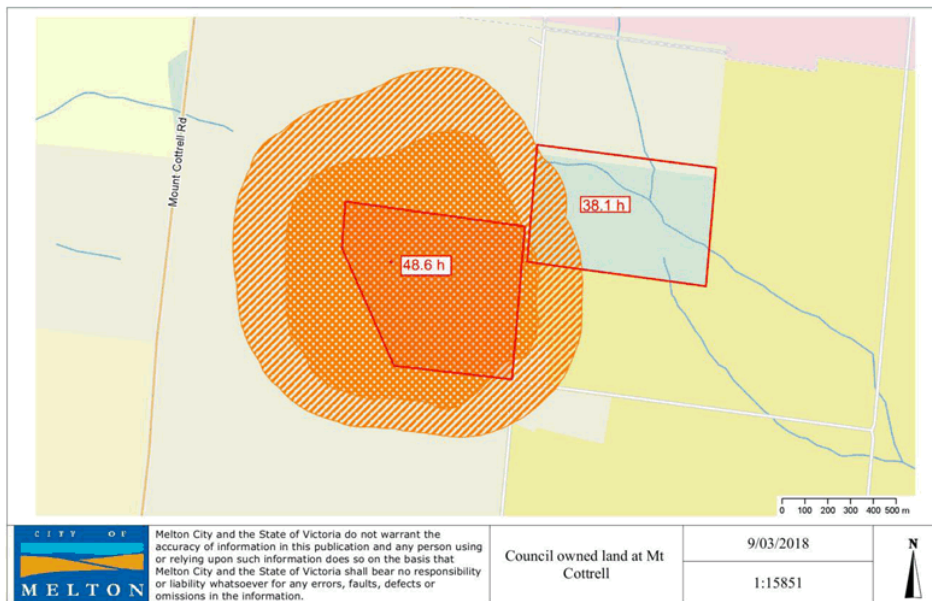 Mount Cottrell Rd
38.1 h
48.6 h
0 100 200 300 400 500 m
CITY OF
MELTON
Melton City and the State of Victoria do not warrant the
accuracy of information in this publication and any person using
or relying upon such information does so on the basis that
Melton City and the State of Victoria shall bear no responsibility
or liability whatsoever for any errors, faults, defects or
omissions in the information.
Council owned land at Mt
Cottrell
9/03/2018
1:15851
N